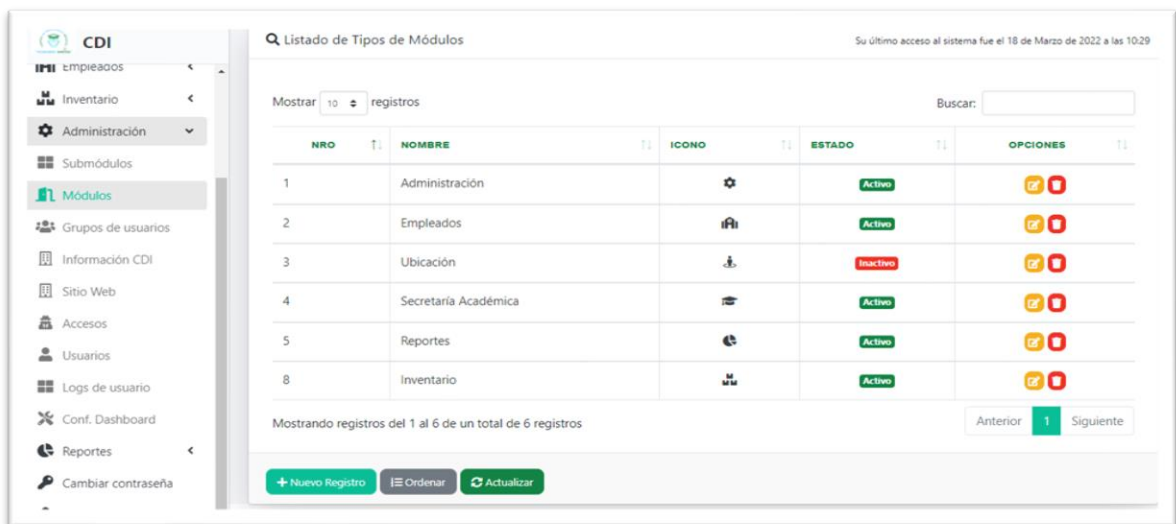 CDI
Empleados
Inventario
Administración
Submódulos
Módulos
Grupos de usuarios
Información CDI
Sitio Web
Accesos
Usuarios
Logs de usuario
Conf. Dashboard
Reportes
Cambiar contraseña
Listado de Tipos de Módulos
Su último acceso al sistema fue el 18 de Marzo de 2022 a las 10:29
Mostrar 10 registros
Buscar:
NRO NOMBRE ICONO ESTADO OPCIONES
1 Administración Activo
2 Empleados Activo
3 Ubicación Inactivo
4 Secretaría Académica Activo
5 Reportes Activo
8 Inventario Activo
Mostrando registros del 1 al 6 de un total de 6 registros
Anterior 1 Siguiente
+ Nuevo Registro Ordenar Actualizar